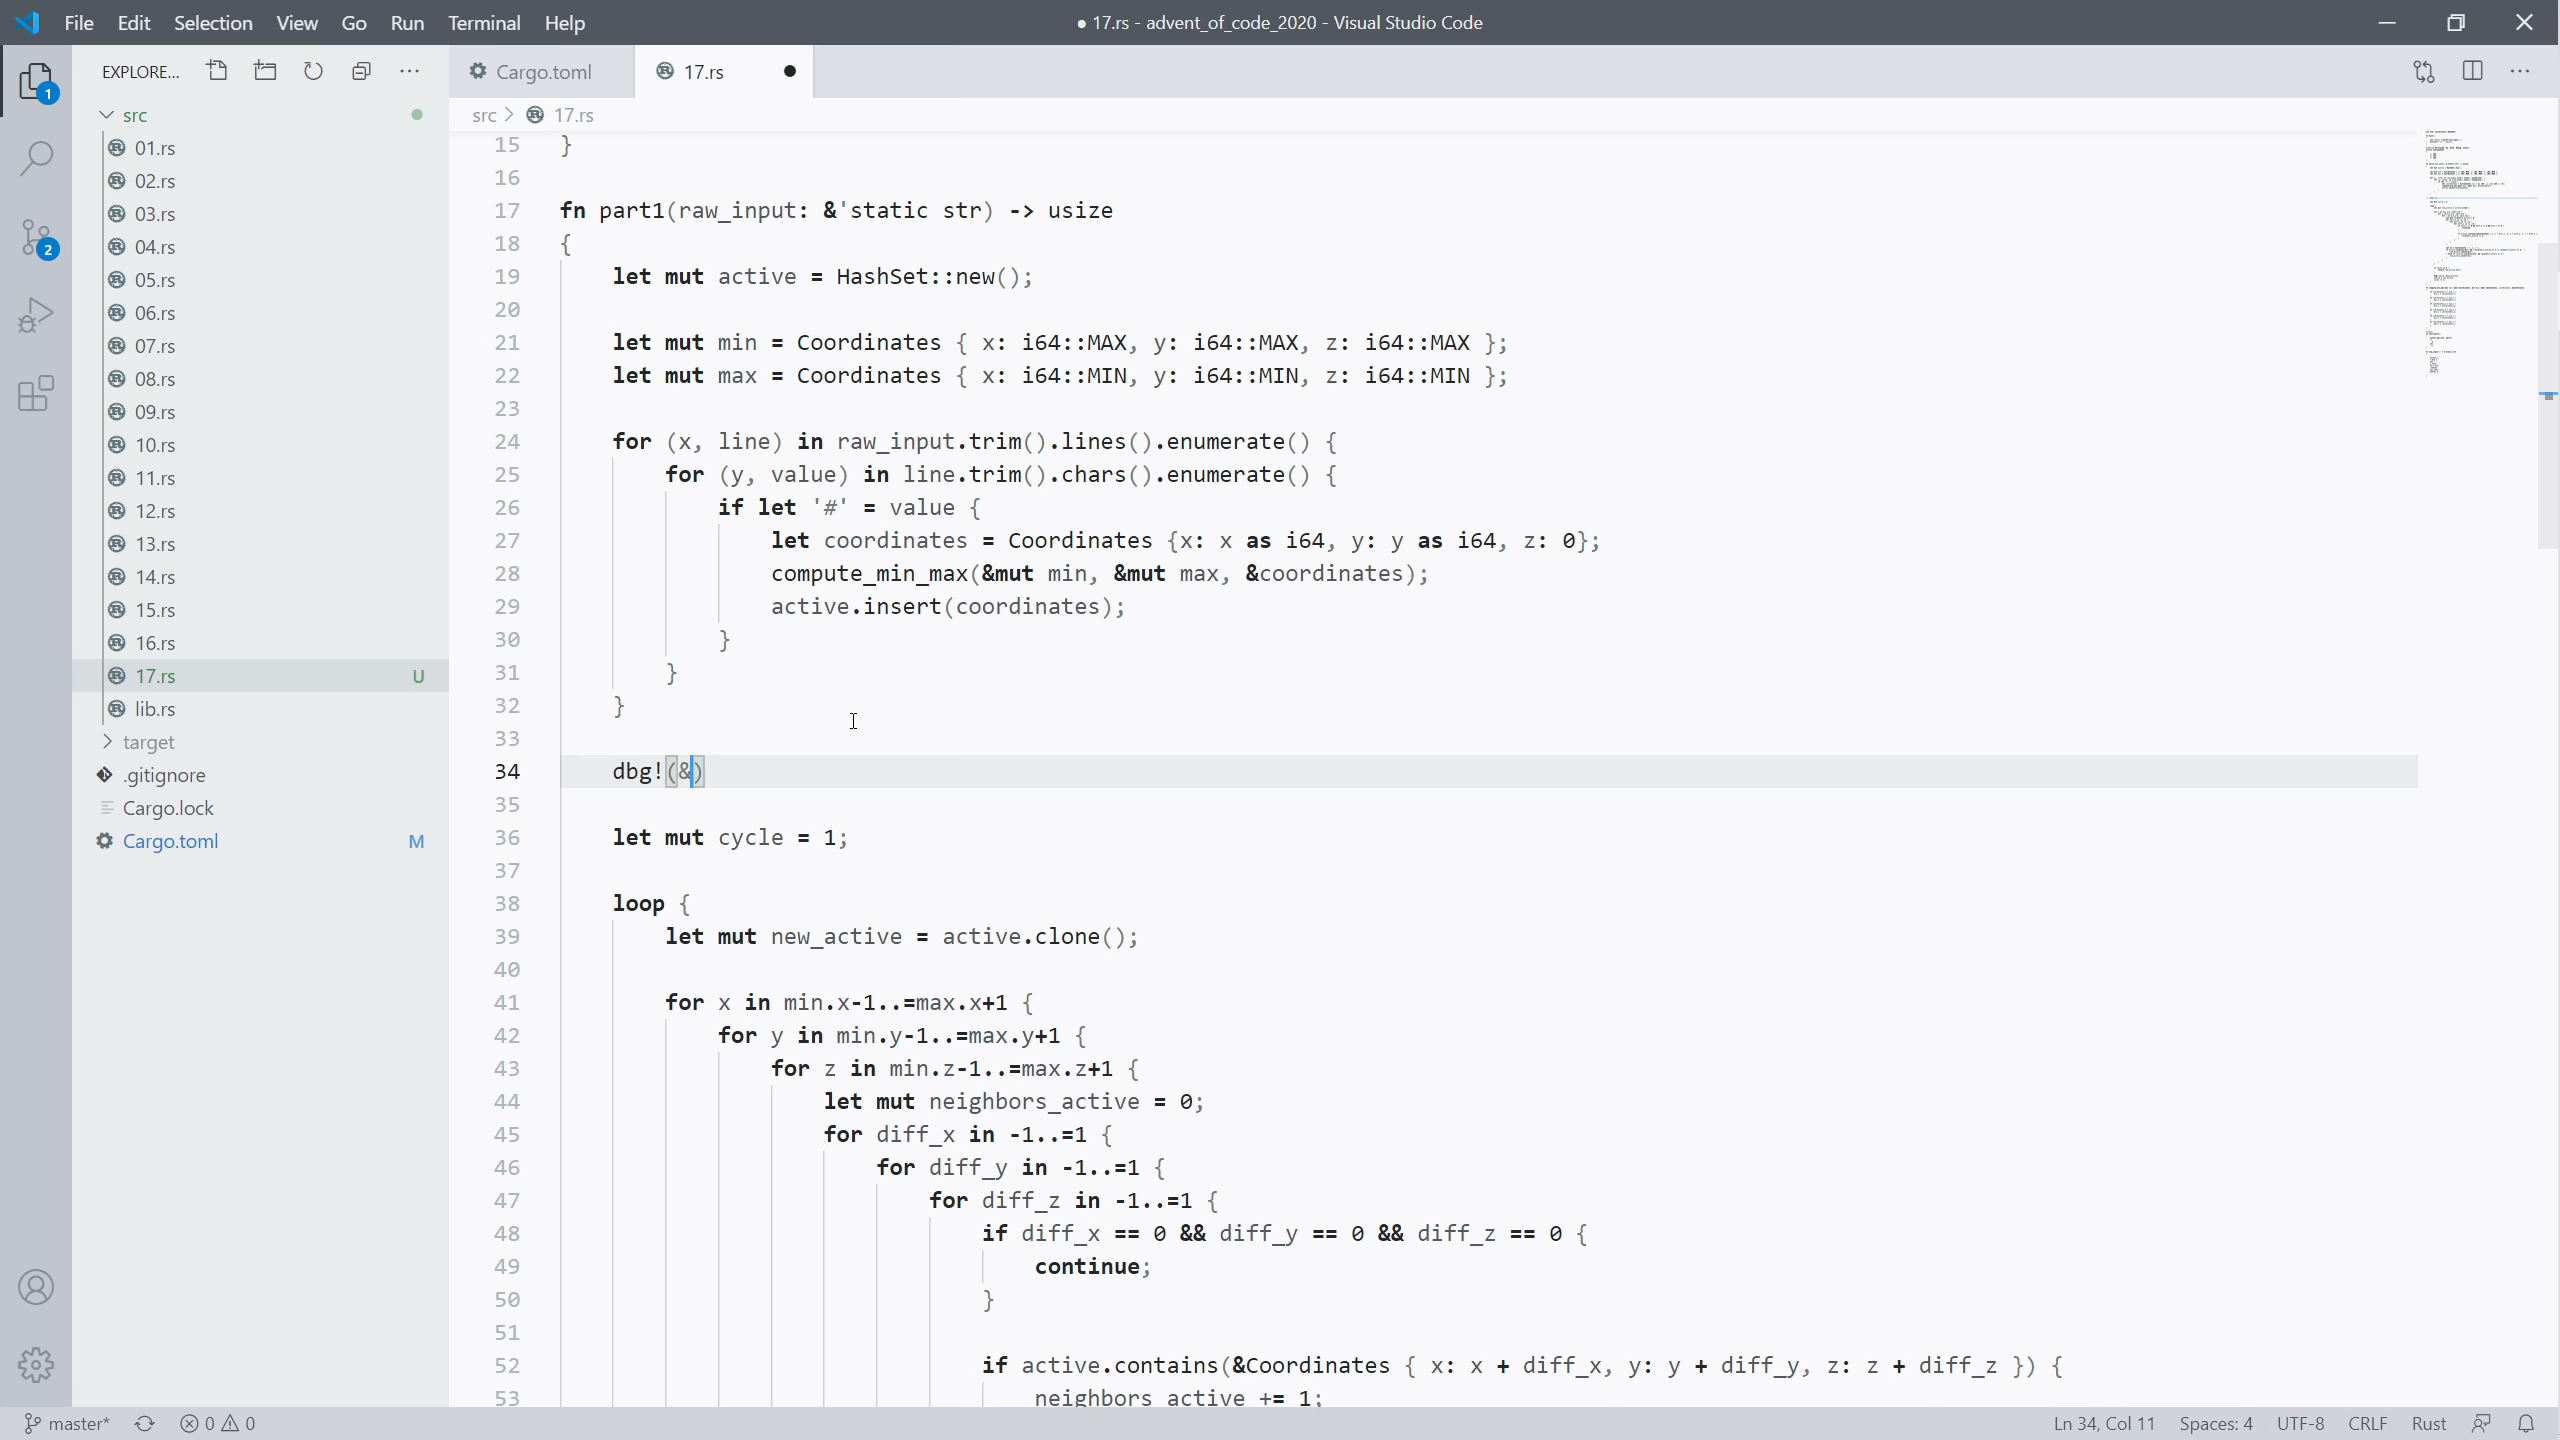 File Edit Selection View Go Run Terminal Help
● 17.rs - advent_of_code_2020 - Visual Studio Code
EXPLORE...
Cargo.toml
17.rs
1
2
src
01.rs
02.rs
03.rs
04.rs
05.rs
06.rs
07.rs
08.rs
09.rs
10.rs
11.rs
12.rs
13.rs
14.rs
15.rs
16.rs
17.rs U
lib.rs
target
.gitignore
Cargo.lock
Cargo.toml M
src > 17.rs
15 }
16
17 fn part1(raw_input: &'static str) -> usize
18 {
19     let mut active = HashSet::new();
20
21     let mut min = Coordinates { x: i64::MAX, y: i64::MAX, z: i64::MAX };
22     let mut max = Coordinates { x: i64::MIN, y: i64::MIN, z: i64::MIN };
23
24     for (x, line) in raw_input.trim().lines().enumerate() {
25         for (y, value) in line.trim().chars().enumerate() {
26             if let '#' = value {
27                 let coordinates = Coordinates {x: x as i64, y: y as i64, z: 0};
28                 compute_min_max(&mut min, &mut max, &coordinates);
29                 active.insert(coordinates);
30             }
31         }
32     }
33
34     dbg!(&)
35
36     let mut cycle = 1;
37
38     loop {
39         let mut new_active = active.clone();
40
41         for x in min.x-1..=max.x+1 {
42             for y in min.y-1..=max.y+1 {
43                 for z in min.z-1..=max.z+1 {
44                     let mut neighbors_active = 0;
45                     for diff_x in -1..=1 {
46                         for diff_y in -1..=1 {
47                             for diff_z in -1..=1 {
48                                 if diff_x == 0 && diff_y == 0 && diff_z == 0 {
49                                     continue;
50                                 }
51
52                                 if active.contains(&Coordinates { x: x + diff_x, y: y + diff_y, z: z + diff_z }) {
53                                     neighbors_active += 1;
master* 0 0 Ln 34, Col 11 Spaces: 4 UTF-8 CRLF Rust